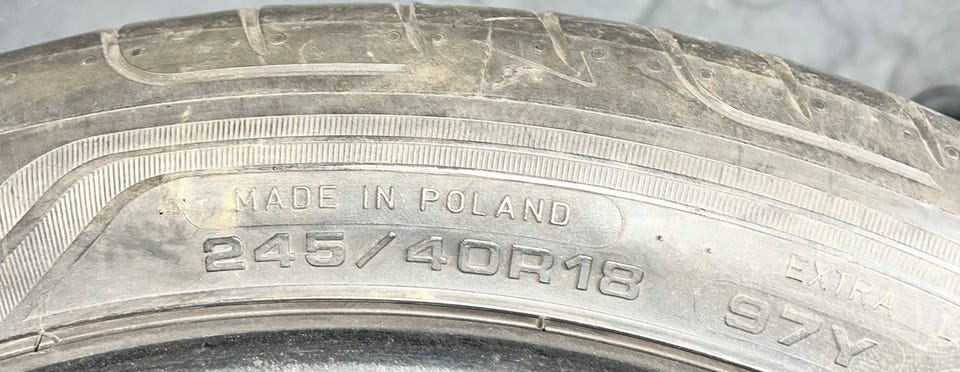 MADE IN POLAND
245/40R18
EXTRA
97Y